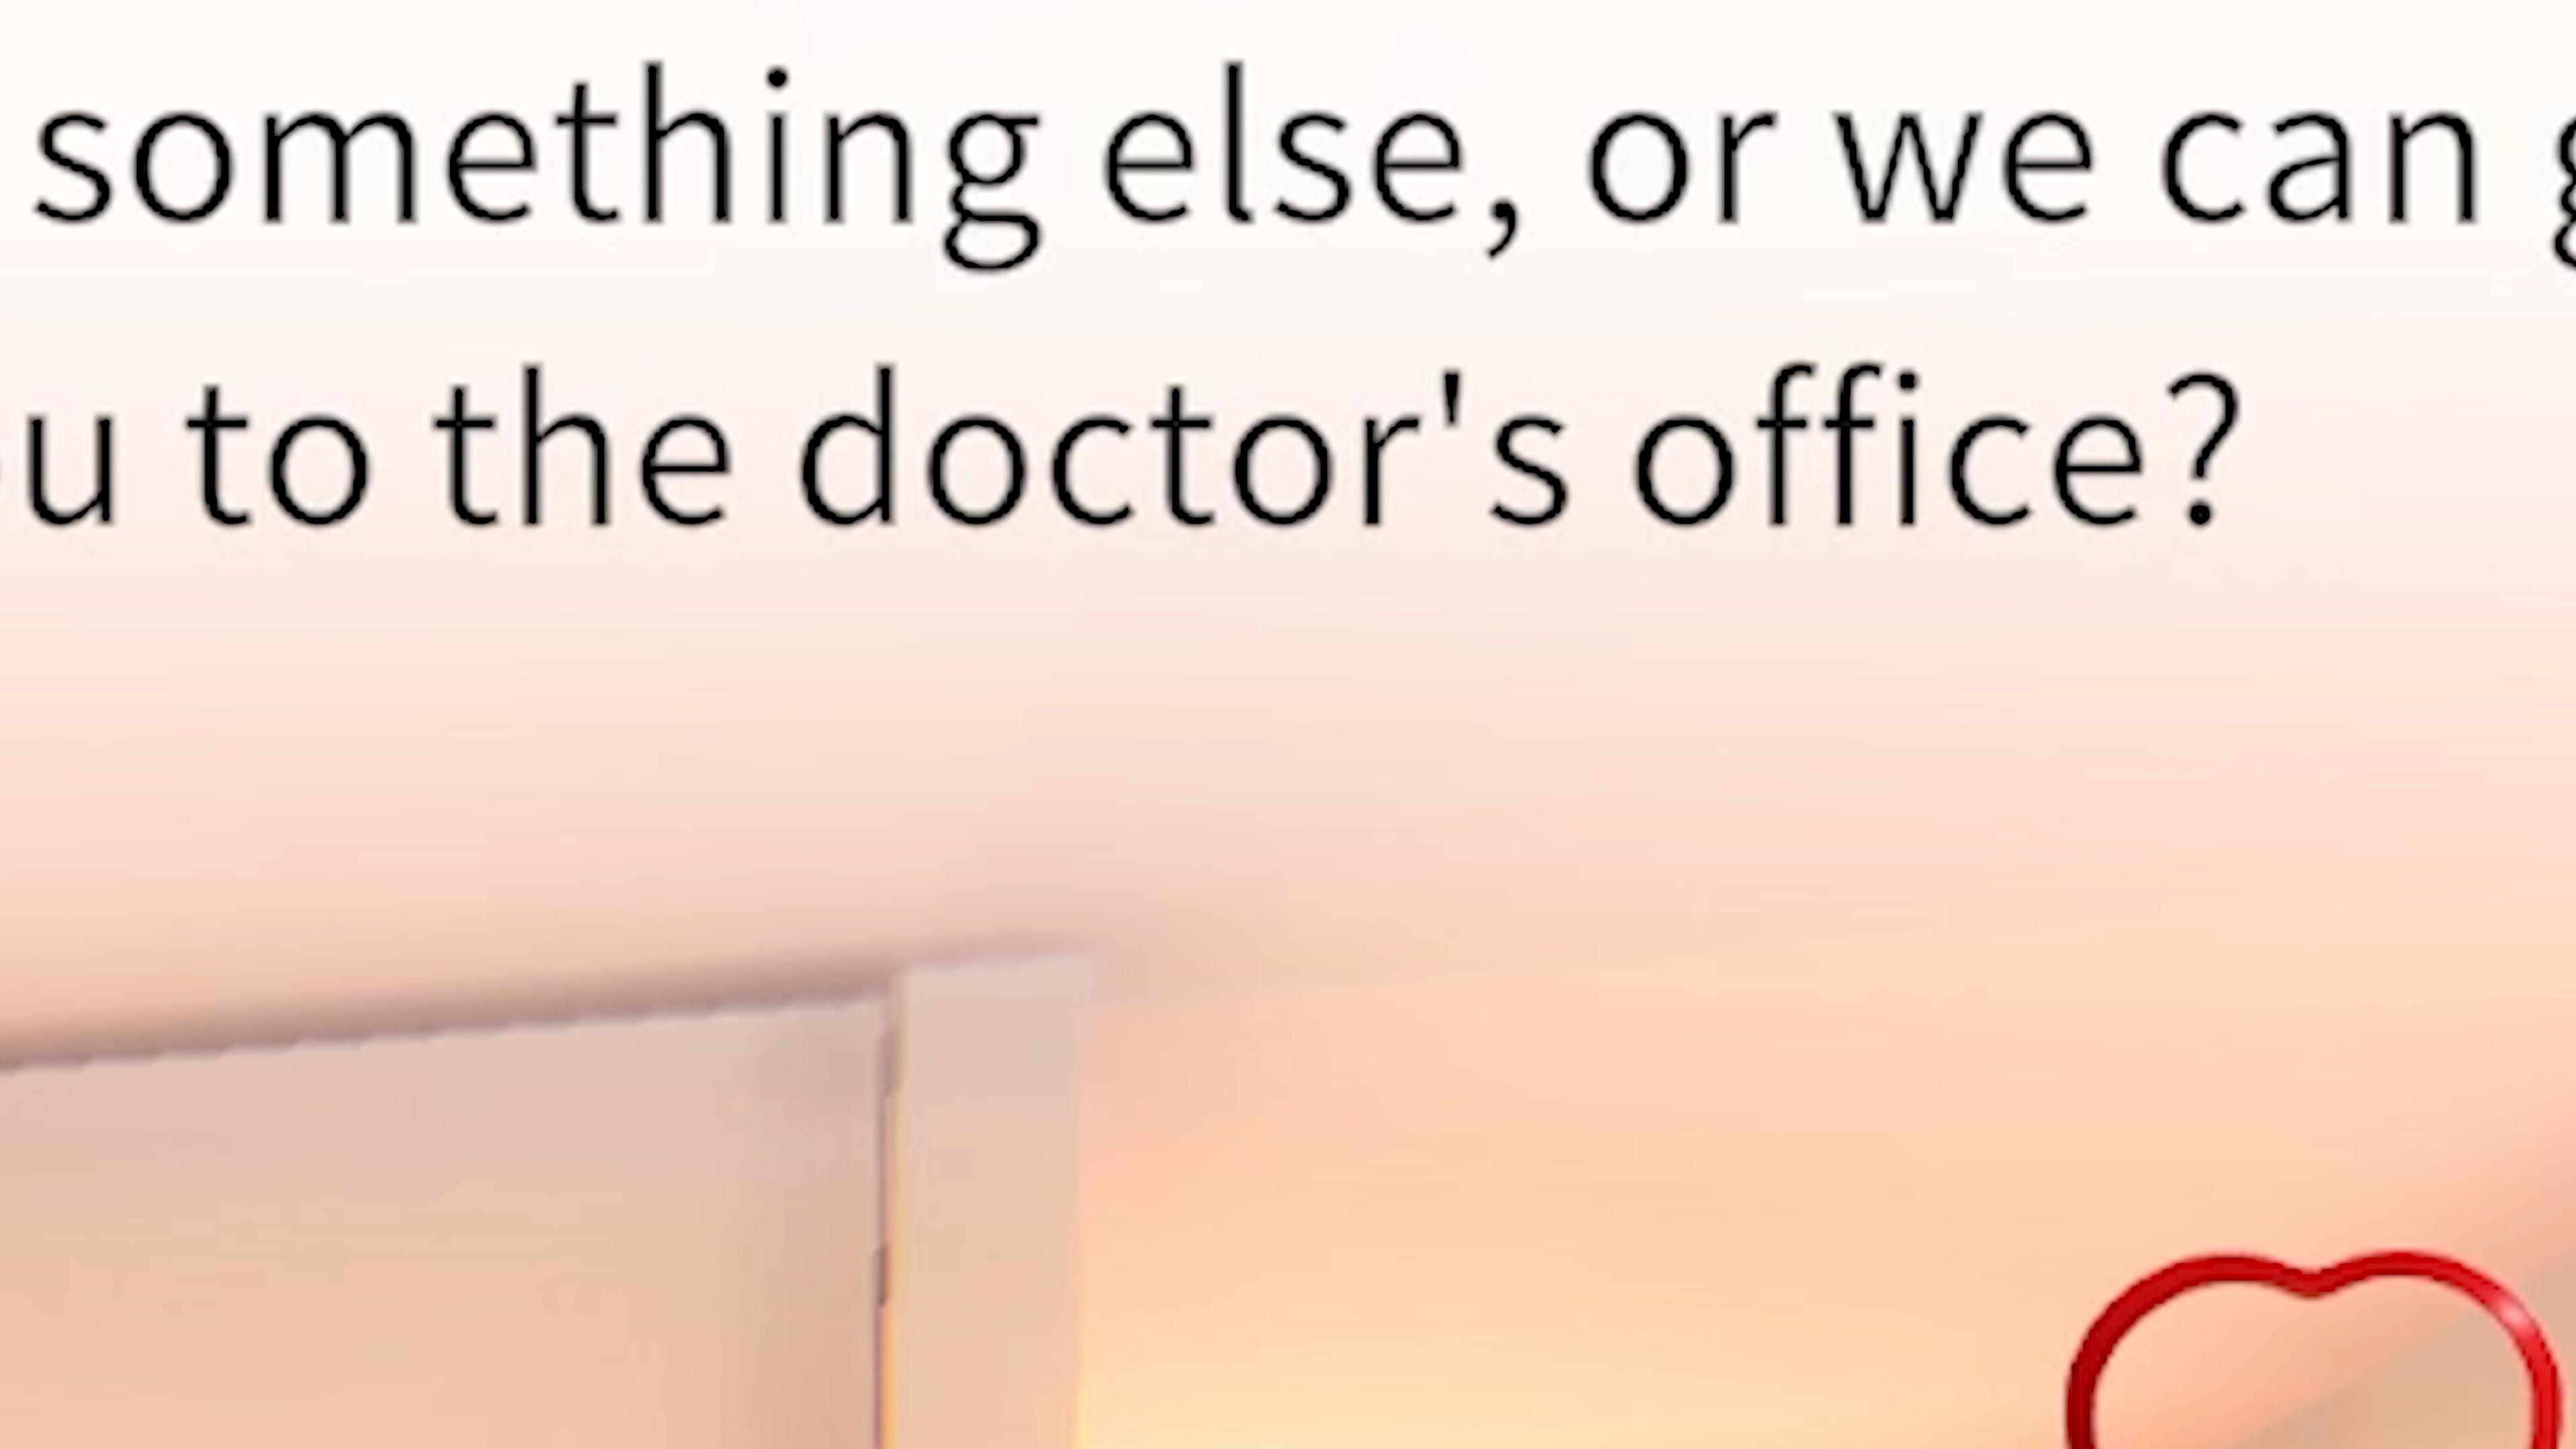 something else, or we can
to the doctor's office?